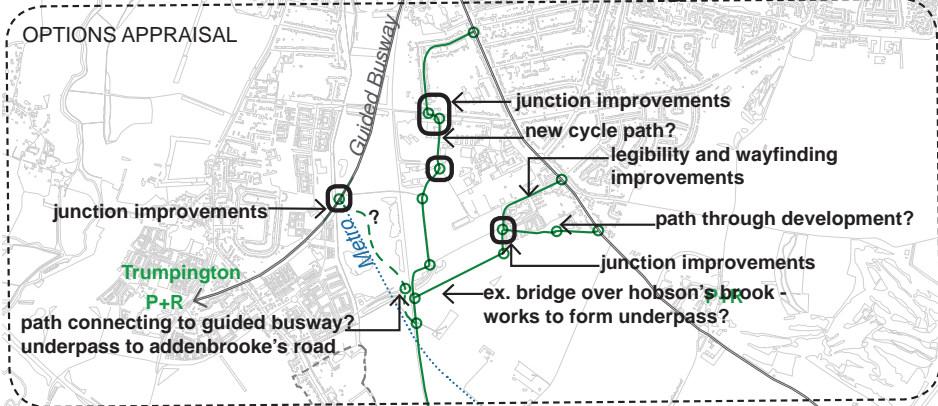 OPTIONS APPRAISAL
Guided Busway
junction improvements
new cycle path?
legibility and wayfinding
improvements
junction improvements
?
path through development?
Metro
junction improvements
Trumpington
P+R
P+R
ex. bridge over hobson's brook -
works to form underpass?
path connecting to guided busway?
underpass to addenbrooke's road